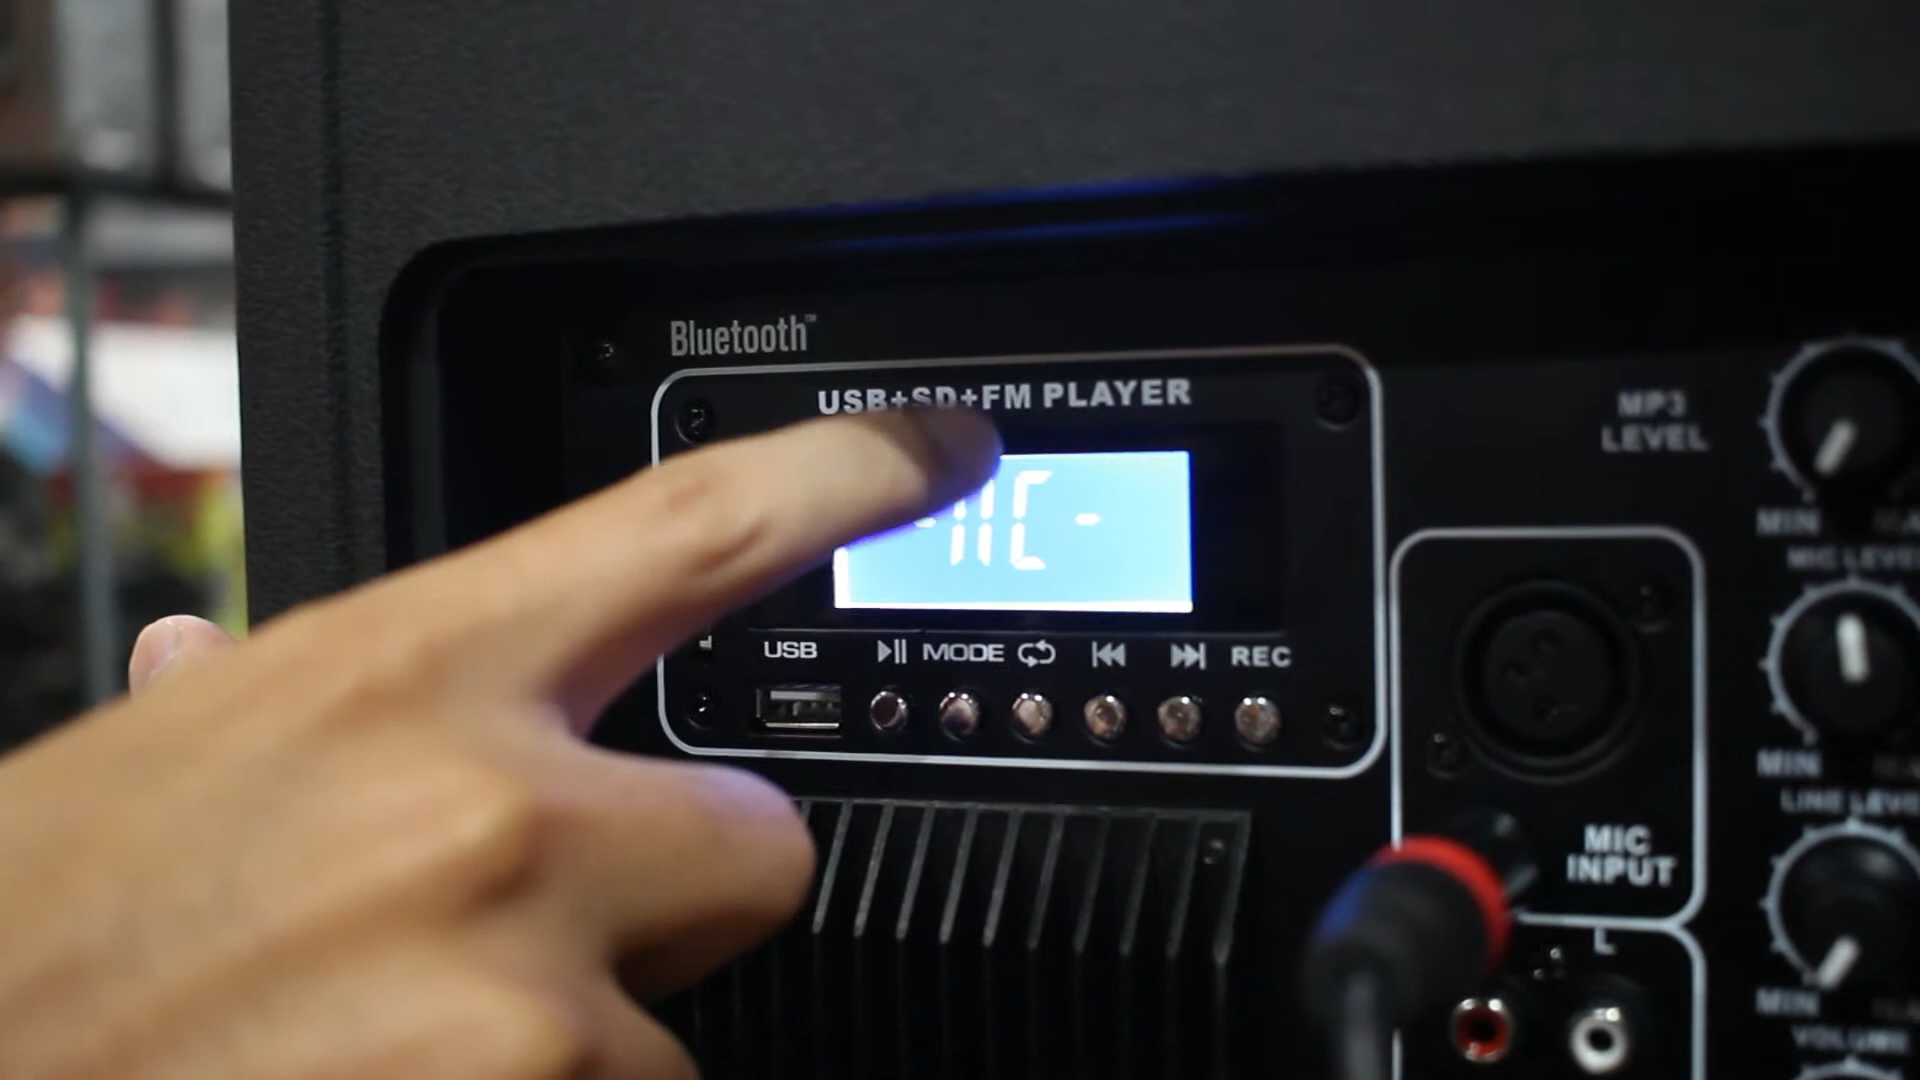 Bluetooth™
USB+SD+FM PLAYER
USB MODE REC
MP3
LEVEL
MIN
MIC LEVEL
MIN
LINE LEVEL
MIC
INPUT
L
MIN
VOLUME